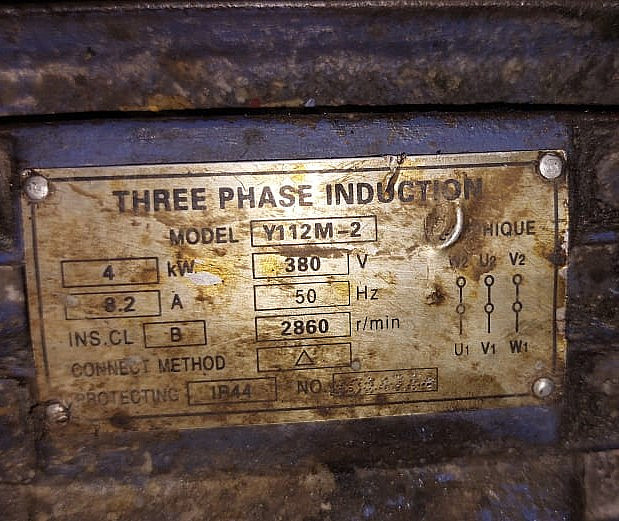 THREE PHASE INDUCTION
MODEL Y112M-2
4 kW 380 V
8.2 A 50 Hz
INS.CL B 2860 r/min
CONNECT METHOD △
PROTECTING IP44 NO.
W2 U2 V2
U1 V1 W1